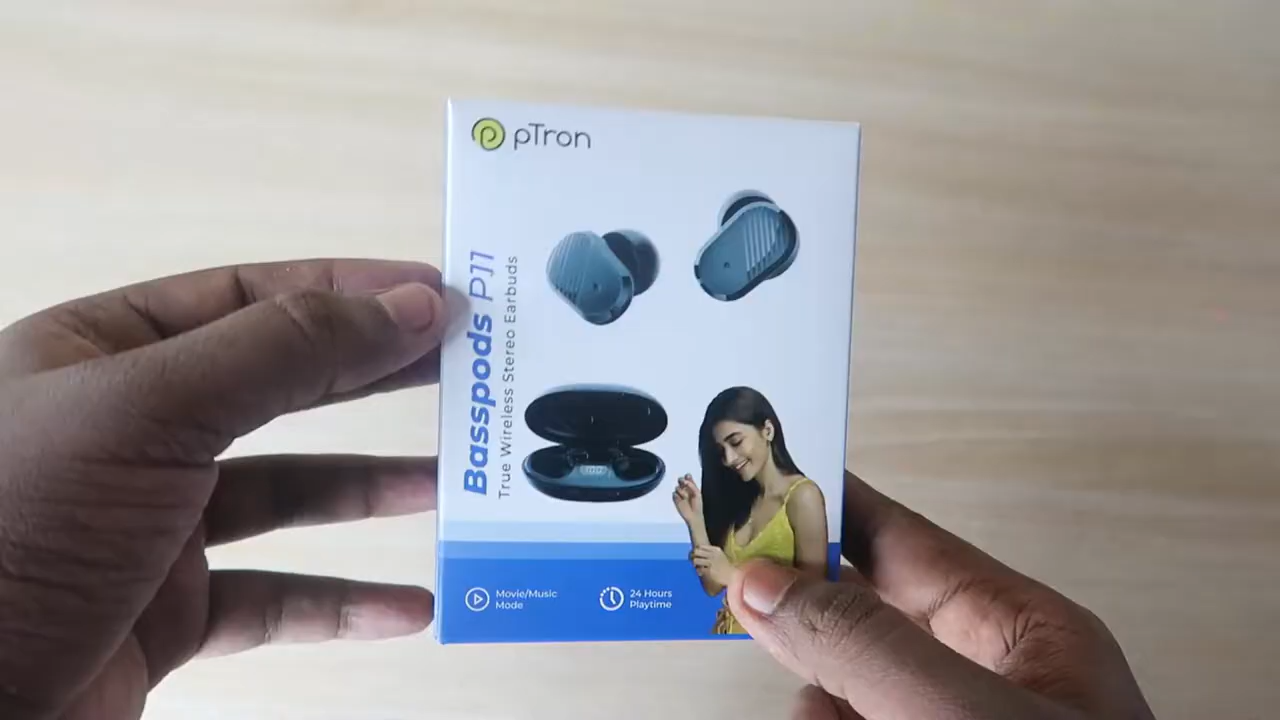 pTron
Basspods P11
True Wireless Stereo Earbuds
Movie/Music
Mode
24 Hours
Playtime